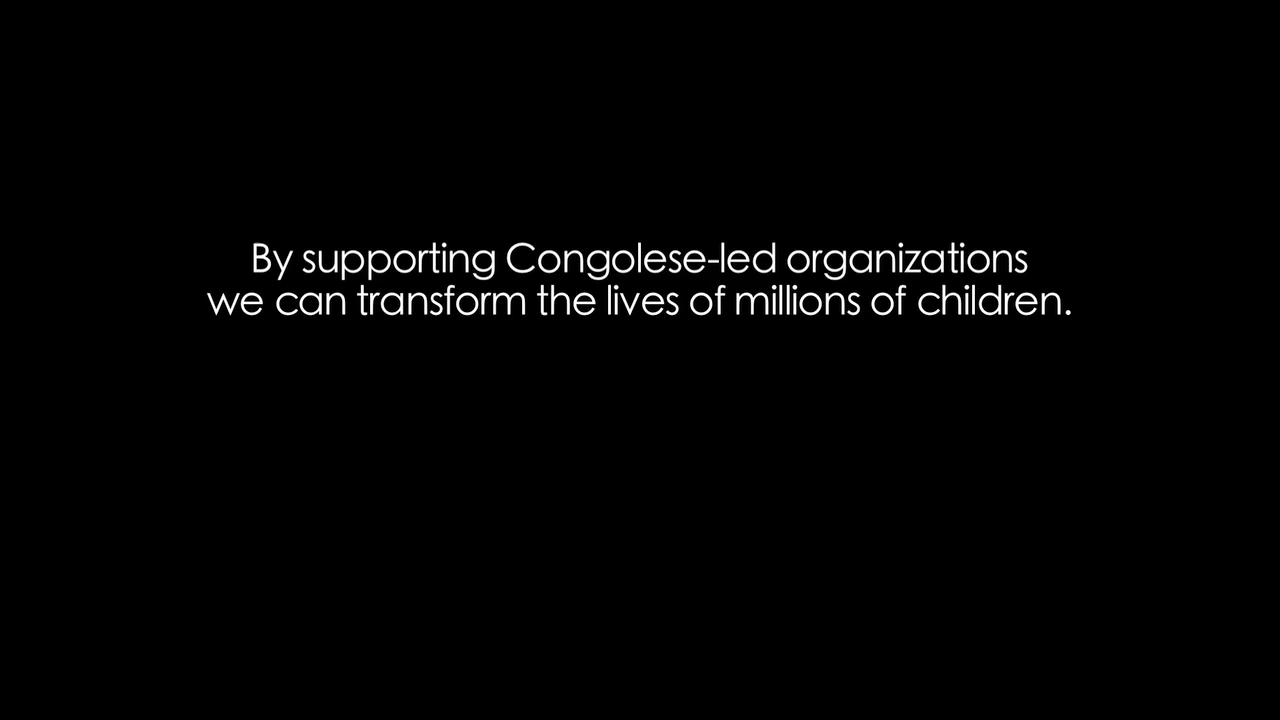 By supporting Congolese-led organizations
we can transform the lives of millions of children.